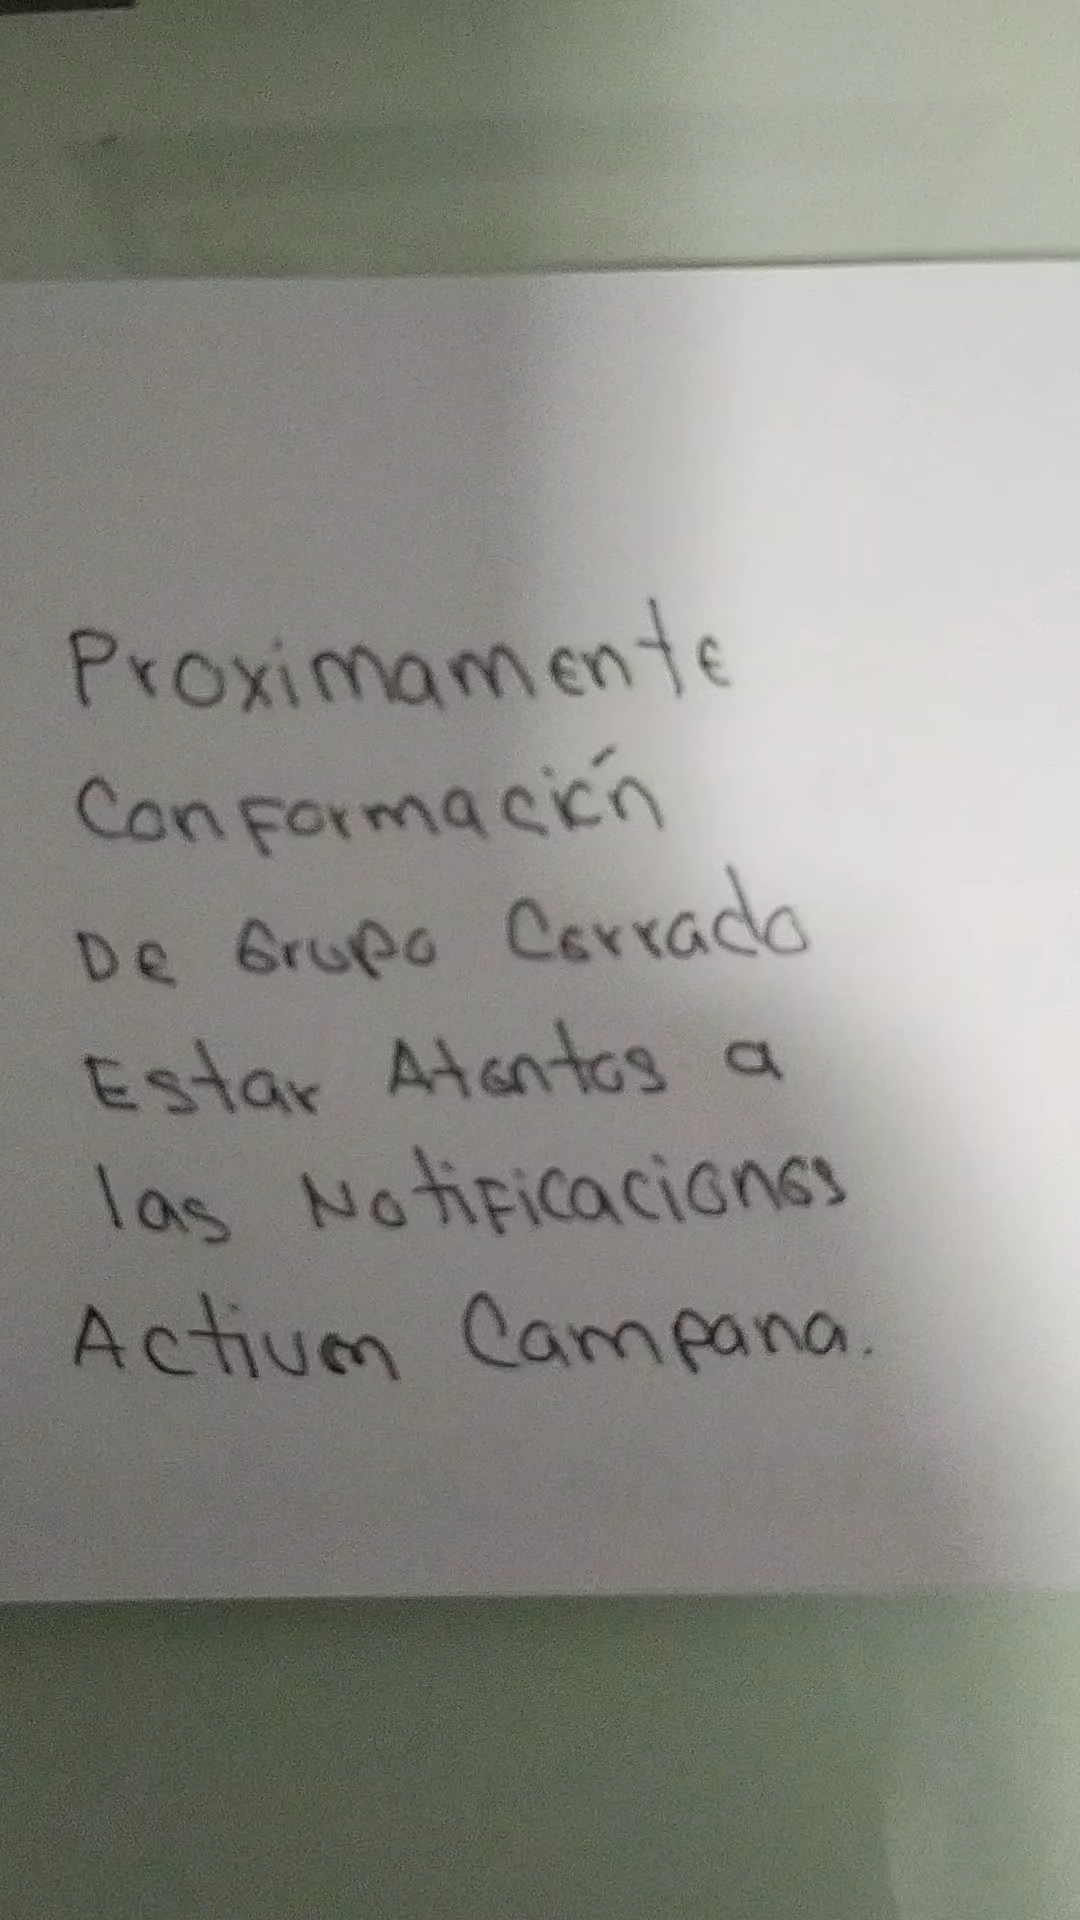 Proximamente
Conformación
De Grupo Cerrado
Estar Atentos a
las Notificaciones
Activen Campana.